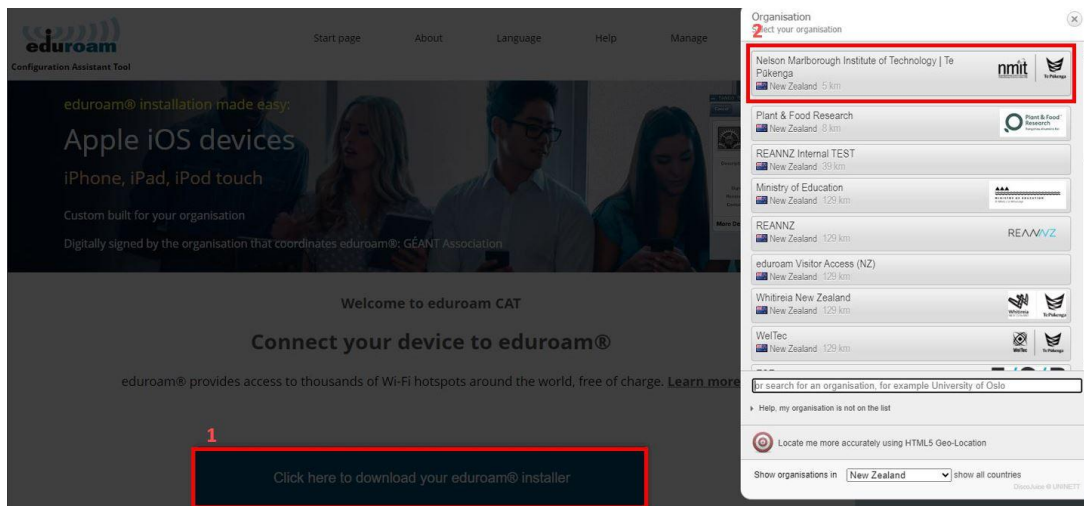 eduroam
Configuration Assistant Tool
Start page
About
Language
Help
Manage
eduroam® installation made easy:
Apple iOS devices
iPhone, iPad, iPod touch
Custom built for your organisation
Digitally signed by the organisation that coordinates eduroam®: GÉANT Association
Welcome to eduroam CAT
Connect your device to eduroam®
eduroam® provides access to thousands of Wi-Fi hotspots around the world, free of charge. Learn more
1
Click here to download your eduroam® installer
Organisation
2
Select your organisation
Nelson Marlborough Institute of Technology | Te
Pūkenga
New Zealand 5 km
nmit
Te Pūkenga
Plant & Food Research
New Zealand 8 km
Plant & Food
Research
REANNZ Internal TEST
New Zealand 39 km
Ministry of Education
New Zealand 129 km
MINISTRY OF EDUCATION
REANNZ
New Zealand 129 km
REANNZ
eduroam Visitor Access (NZ)
New Zealand 129 km
Whitireia New Zealand
New Zealand 129 km
Whitireia
Te Pūkenga
WelTec
New Zealand 129 km
WelTec
Te Pūkenga
or search for an organisation, for example University of Oslo
Help, my organisation is not on the list
Locate me more accurately using HTML5 Geo-Location
Show organisations in
New Zealand
show all countries
DiscoJuice © UNINETT